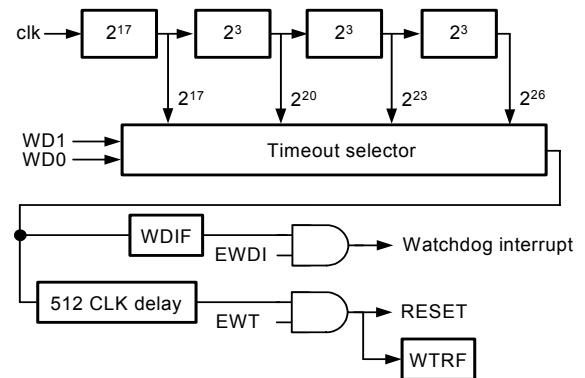 clk 2¹⁷ 2³ 2³ 2³
2¹⁷ 2²⁰ 2²³ 2²⁶
WD1
WD0
Timeout selector
WDIF
EWDI
Watchdog interrupt
512 CLK delay
EWT
RESET
WTRF